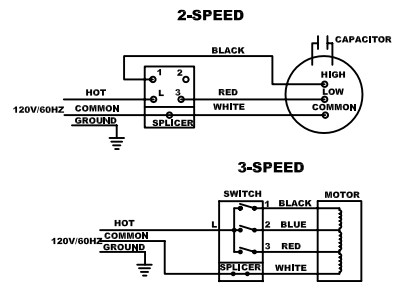 2-SPEED
CAPACITOR
BLACK
HIGH
1 2
HOT L 3 RED LOW
120V/60HZ COMMON WHITE COMMON
GROUND SPLICER
3-SPEED
SWITCH MOTOR
1 BLACK
HOT L 2 BLUE
120V/60HZ COMMON
GROUND 3 RED
SPLICER WHITE